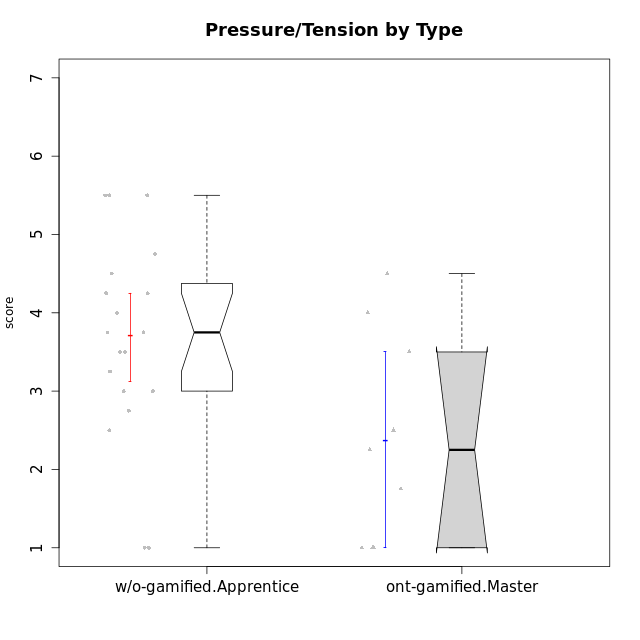 Pressure/Tension by Type
7
6
5
4
3
2
1
score
w/o-gamified.Apprentice
ont-gamified.Master